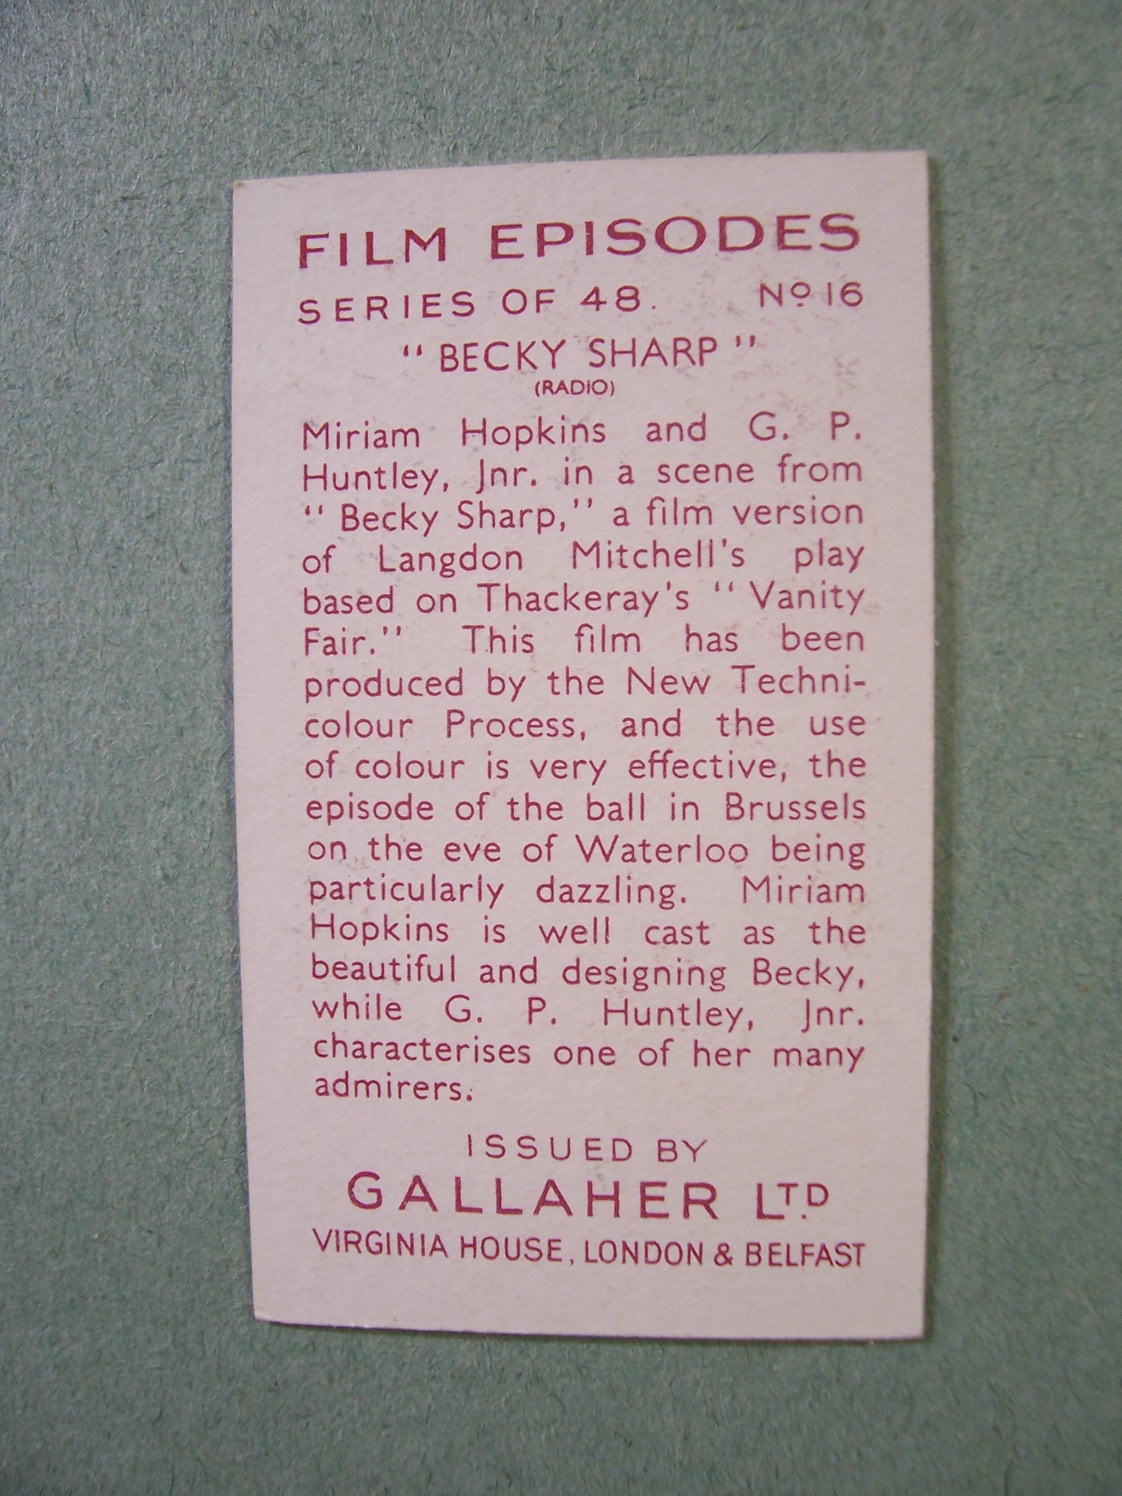 FILM EPISODES
SERIES OF 48. Nº 16
" BECKY SHARP "
(RADIO)
Miriam Hopkins and G. P.
Huntley, Jnr. in a scene from
" Becky Sharp," a film version
of Langdon Mitchell's play
based on Thackeray's " Vanity
Fair." This film has been
produced by the New Techni-
colour Process, and the use
of colour is very effective, the
episode of the ball in Brussels
on the eve of Waterloo being
particularly dazzling. Miriam
Hopkins is well cast as the
beautiful and designing Becky,
while G. P. Huntley, Jnr.
characterises one of her many
admirers.
ISSUED BY
GALLAHER LTD.
VIRGINIA HOUSE, LONDON & BELFAST